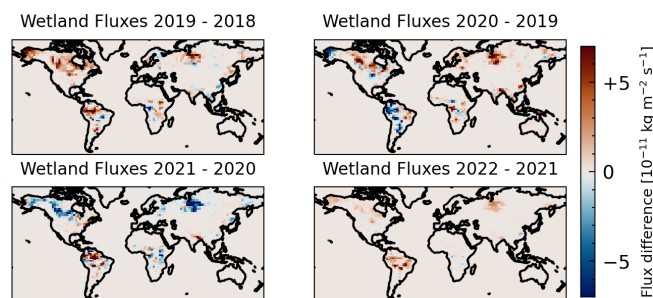 Wetland Fluxes 2019 - 2018
Wetland Fluxes 2020 - 2019
Wetland Fluxes 2021 - 2020
Wetland Fluxes 2022 - 2021
+5
0
−5
Flux difference [10⁻¹¹ kg m⁻² s⁻¹]